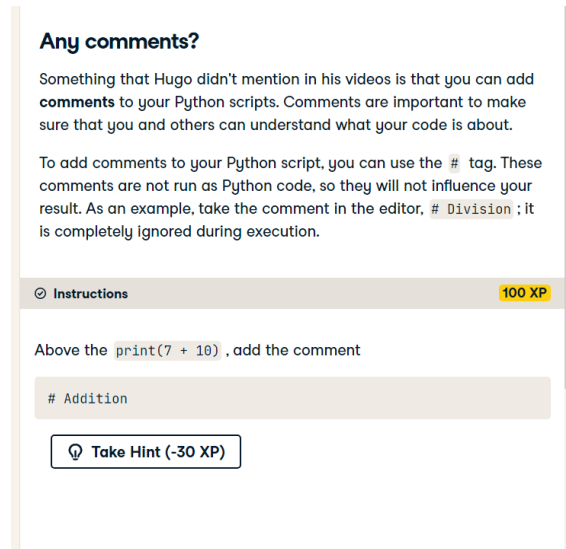 Any comments?
Something that Hugo didn't mention in his videos is that you can add
comments to your Python scripts. Comments are important to make
sure that you and others can understand what your code is about.
To add comments to your Python script, you can use the # tag. These
comments are not run as Python code, so they will not influence your
result. As an example, take the comment in the editor, # Division ; it
is completely ignored during execution.
Instructions 100 XP
Above the print(7 + 10) , add the comment
# Addition
Take Hint (-30 XP)